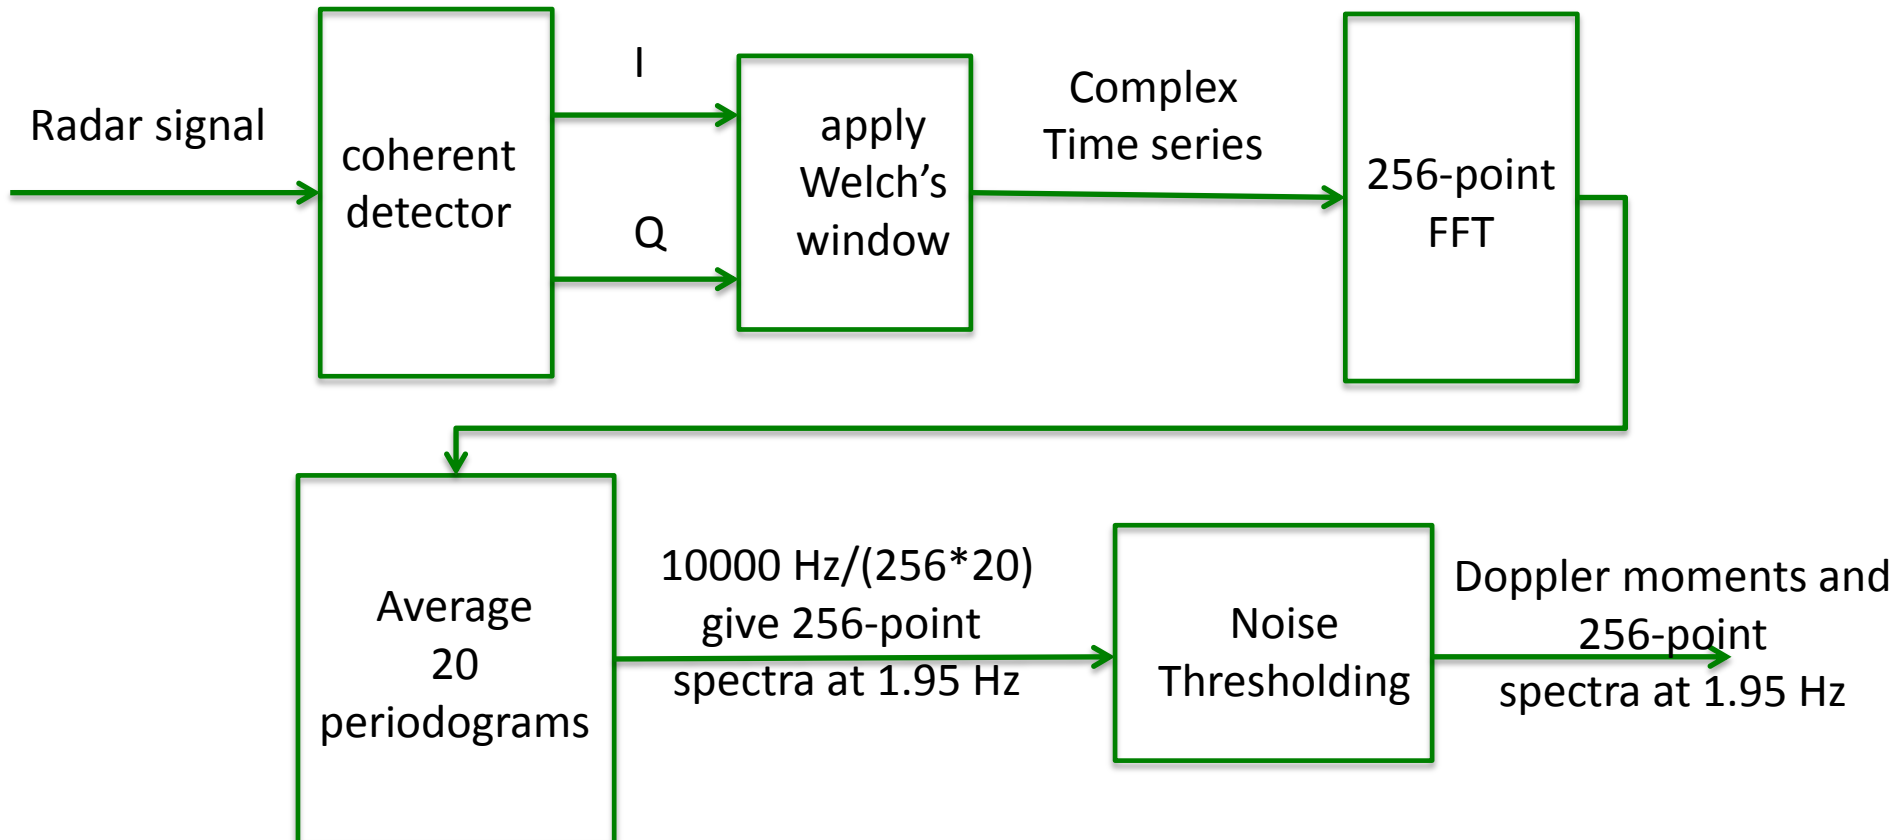 Radar signal
coherent
detector
I
Q
apply
Welch’s
window
Complex
Time series
256-point
FFT
Average
20
periodograms
10000 Hz/(256*20)
give 256-point
spectra at 1.95 Hz
Noise
Thresholding
Doppler moments and
256-point
spectra at 1.95 Hz